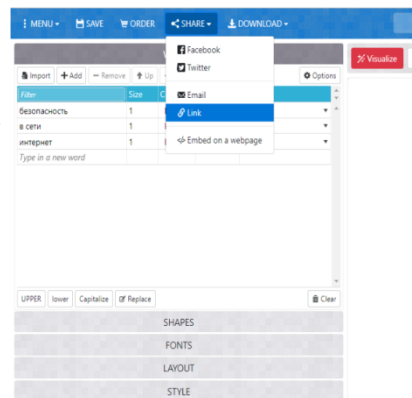 MENU SAVE ORDER SHARE DOWNLOAD
Facebook
Twitter
Visualize
Import Add Remove Up Options
Email
Filter Size
Link
безопасность 1
в сети 1
интернет 1
Embed on a webpage
Type in a new word
UPPER lower Capitalize Replace Clear
SHAPES
FONTS
LAYOUT
STYLE